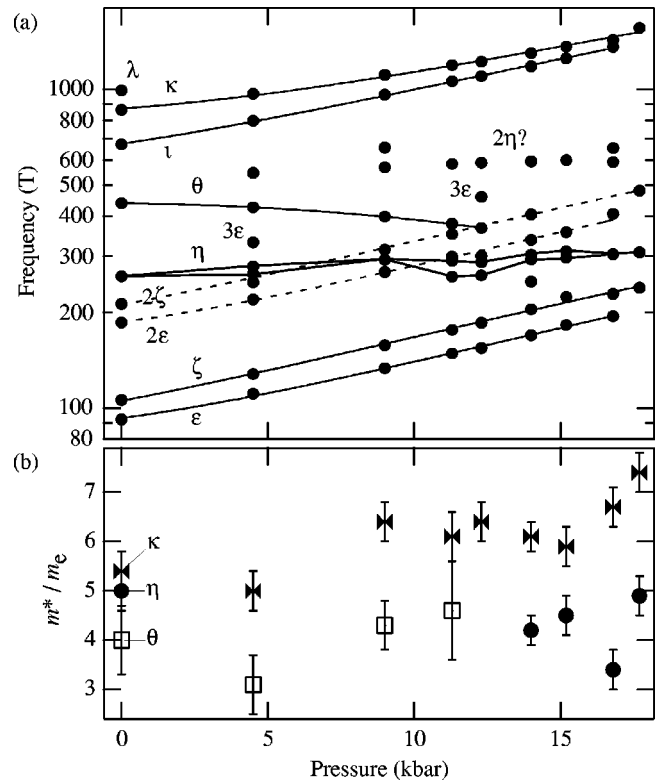 (a)
Frequency (T)
1000
800
600
500
400
300
200
100
80
λ
κ
ι
2η?
θ
3ε
3ε
η
2ζ
2ε
ζ
ε
(b)
m* / mₑ
7
6
5
4
3
κ
η
θ
0
5
10
15
Pressure (kbar)